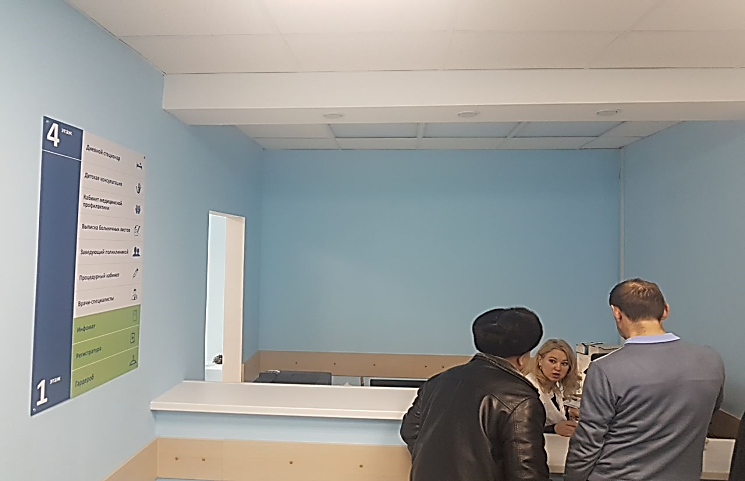 4 этаж
Дневной стационар
Детская консультация
Кабинет медицинской
профилактики
Выписка больничных листов
Заведующий поликлиникой
Процедурный кабинет
Врачи-специалисты
Инфомат
Регистратура
Гардероб
1 этаж